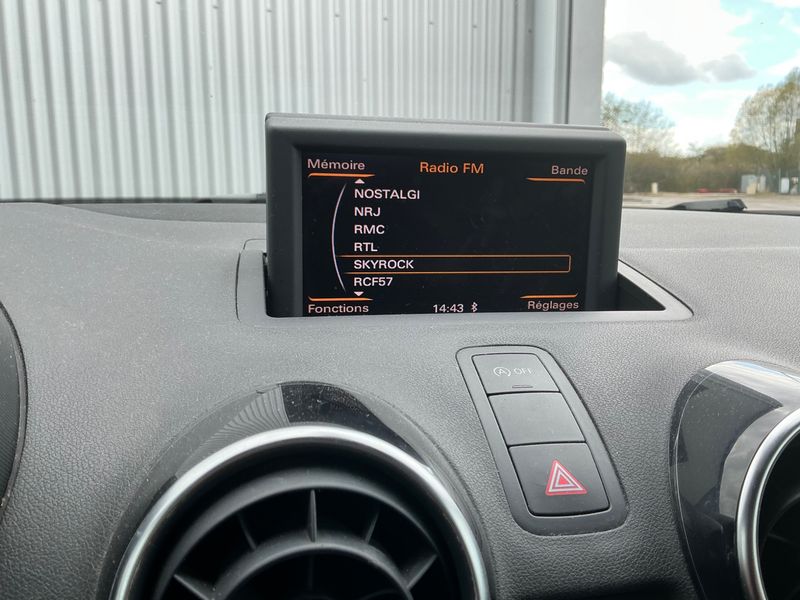 Mémoire Radio FM Bande
NOSTALGI
NRJ
RMC
RTL
SKYROCK
RCF57
Fonctions 14:43 Réglages
A OFF